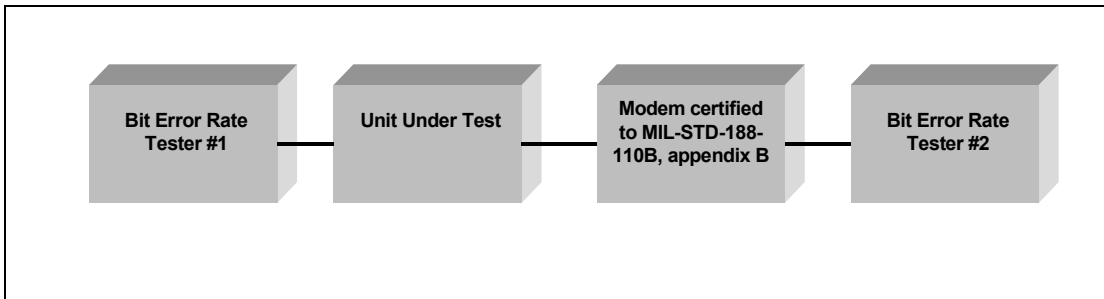 Bit Error Rate
Tester #1
Unit Under Test
Modem certified
to MIL-STD-188-
110B, appendix B
Bit Error Rate
Tester #2